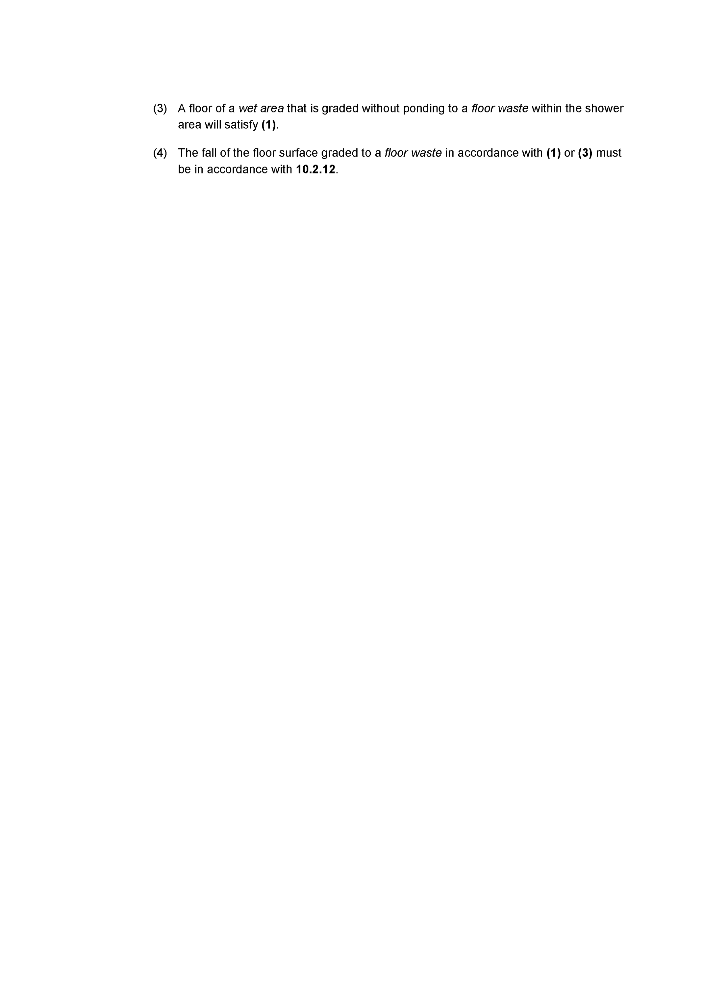 (3) A floor of a wet area that is graded without ponding to a floor waste within the shower
area will satisfy (1).
(4) The fall of the floor surface graded to a floor waste in accordance with (1) or (3) must
be in accordance with 10.2.12.